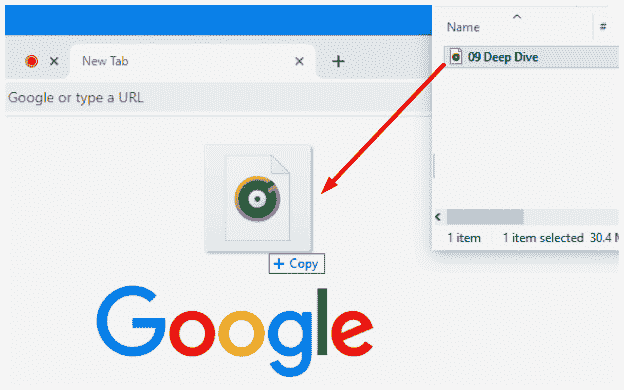 Name
#
New Tab
09 Deep Dive
Google or type a URL
1 item 1 item selected 30.4 M
+ Copy
Google